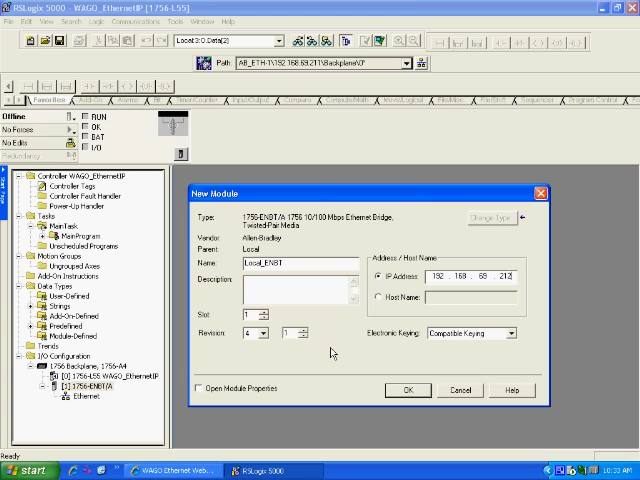 RSLogix 5000 - WAGO_EthernetIP [1756-L55]
File Edit View Search Logic Communications Tools Window Help
Local:3:O.Data[2]
Path: AB_ETH-1\192.168.69.211\Backplane\0*
Favorites Add-On Alarms Bit Timer/Counter Input/Output Compare Compute/Math Move/Logical File/Misc. File/Shift Sequencer Program Control
Offline
RUN
No Forces
OK
No Edits
BAT
Redundancy
I/O
Start Page
Controller WAGO_EthernetIP
Controller Tags
Controller Fault Handler
Power-Up Handler
Tasks
MainTask
MainProgram
Unscheduled Programs
Motion Groups
Ungrouped Axes
Add-On Instructions
Data Types
User-Defined
Strings
Add-On-Defined
Predefined
Module-Defined
Trends
I/O Configuration
1756 Backplane, 1756-A4
[0] 1756-L55 WAGO_EthernetIP
[1] 1756-ENBT/A
Ethernet
New Module
Type: 1756-ENBT/A 1756 10/100 Mbps Ethernet Bridge, Twisted-Pair Media
Change Type...
Vendor: Allen-Bradley
Parent: Local
Name: Local_ENBT
Description:
Address / Host Name
IP Address: 192 . 168 . 69 . 212
Host Name:
Slot: 1
Revision: 4 1
Electronic Keying: Compatible Keying
Open Module Properties
OK Cancel Help
Ready
start
WAGO Ethernet Web...
RSLogix 5000
10:33 AM